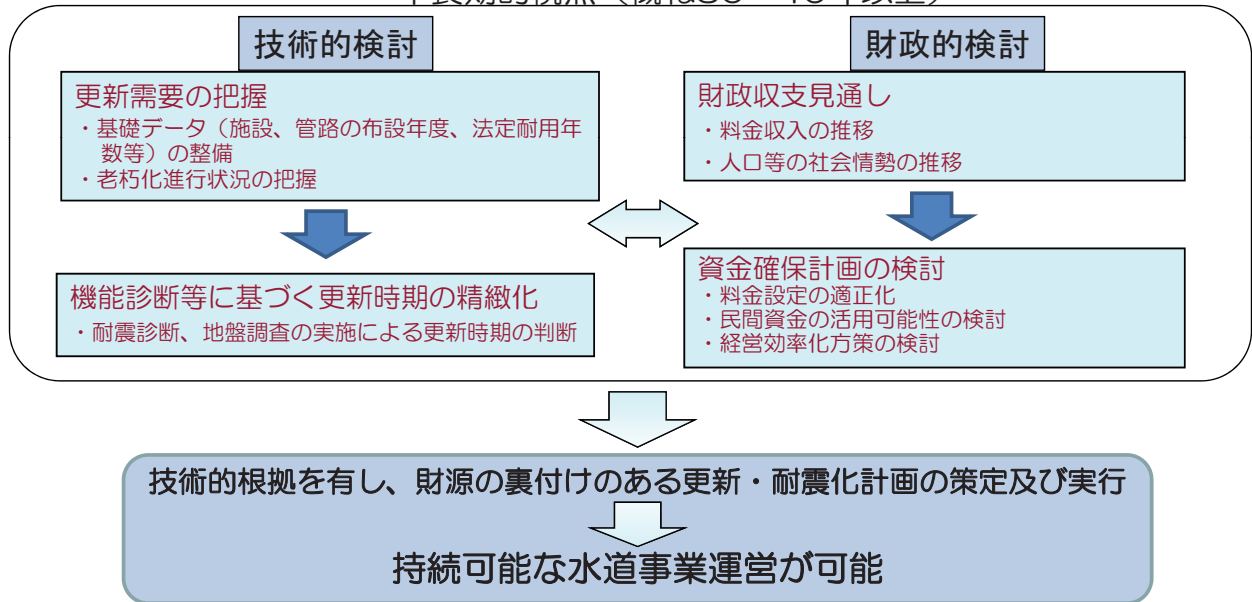 技術的検討
更新需要の把握
・基礎データ（施設、管路の布設年度、法定耐用年
数等）の整備
・老朽化進行状況の把握
機能診断等に基づく更新時期の精緻化
・耐震診断、地盤調査の実施による更新時期の判断
財政的検討
財政収支見通し
・料金収入の推移
・人口等の社会情勢の推移
資金確保計画の検討
・料金設定の適正化
・民間資金の活用可能性の検討
・経営効率化方策の検討
技術的根拠を有し、財源の裏付けのある更新・耐震化計画の策定及び実行
持続可能な水道事業運営が可能